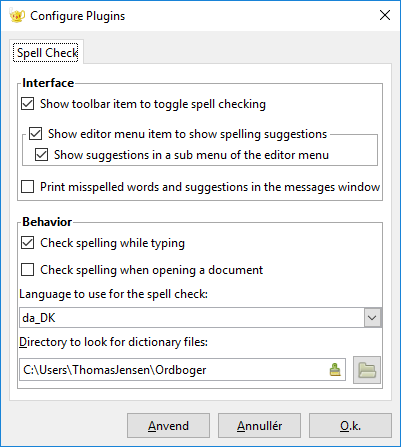 Configure Plugins
Spell Check
Interface
Show toolbar item to toggle spell checking
Show editor menu item to show spelling suggestions
Show suggestions in a sub menu of the editor menu
Print misspelled words and suggestions in the messages window
Behavior
Check spelling while typing
Check spelling when opening a document
Language to use for the spell check:
da_DK
Directory to look for dictionary files:
C:\Users\ThomasJensen\Ordboger
Anvend
Annullér
O.k.